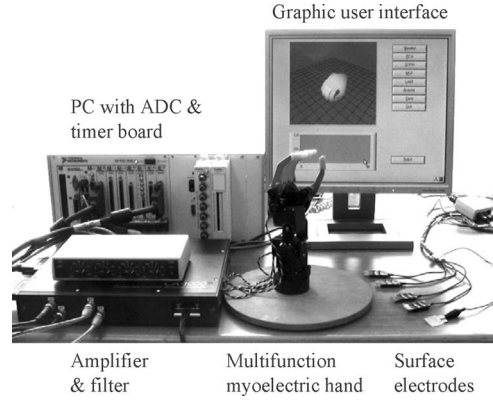 Graphic user interface
PC with ADC &
timer board
Amplifier
& filter
Multifunction
myoelectric hand
Surface
electrodes